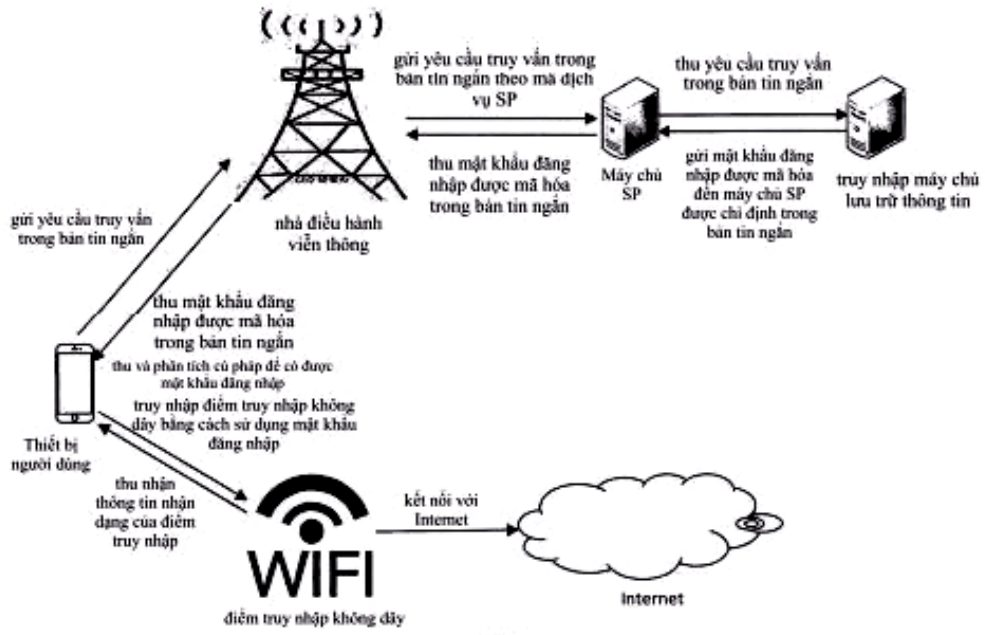 gửi yêu cầu truy vấn trong
bản tin ngắn theo mã dịch
vụ SP
thu yêu cầu truy vấn
trong bản tin ngắn
thu mật khẩu đăng
nhập được mã hóa
trong bản tin ngắn
Máy chủ
SP
gửi mật khẩu đăng
nhập được mã hóa
đến máy chủ SP
được chỉ định trong
bản tin ngắn
truy nhập máy chủ
lưu trữ thông tin
nhà điều hành
viễn thông
gửi yêu cầu truy vấn
trong bản tin ngắn
thu mật khẩu đăng
nhập được mã hóa
trong bản tin ngắn
thu và phân tích cú pháp để có được
mật khẩu đăng nhập
truy nhập điểm truy nhập không
dây bằng cách sử dụng mật khẩu
đăng nhập
Thiết bị
người dùng
thu nhận
thông tin nhận
dạng của điểm
truy nhập
kết nối với
Internet
WIFI
điểm truy nhập không dây
Internet